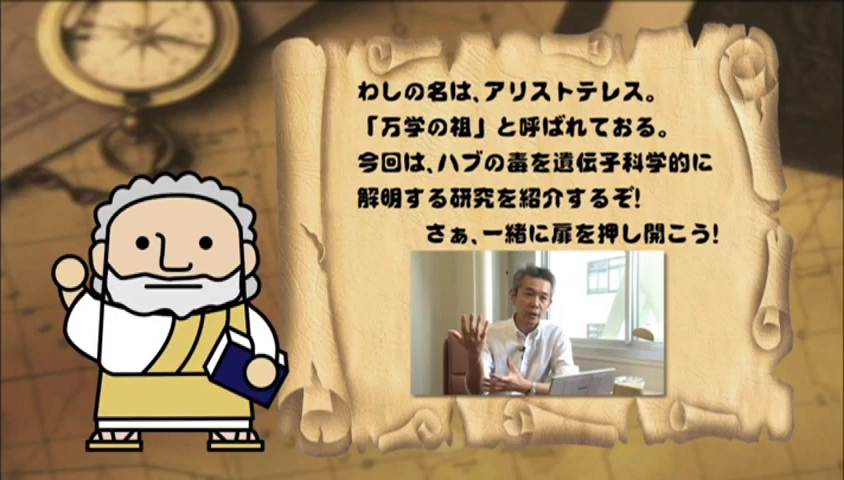 わしの名は、アリストテレス。
「万学の祖」と呼ばれておる。
今回は、ハブの毒を遺伝子科学的に
解明する研究を紹介するぞ!
さぁ、一緒に扉を押し開こう!